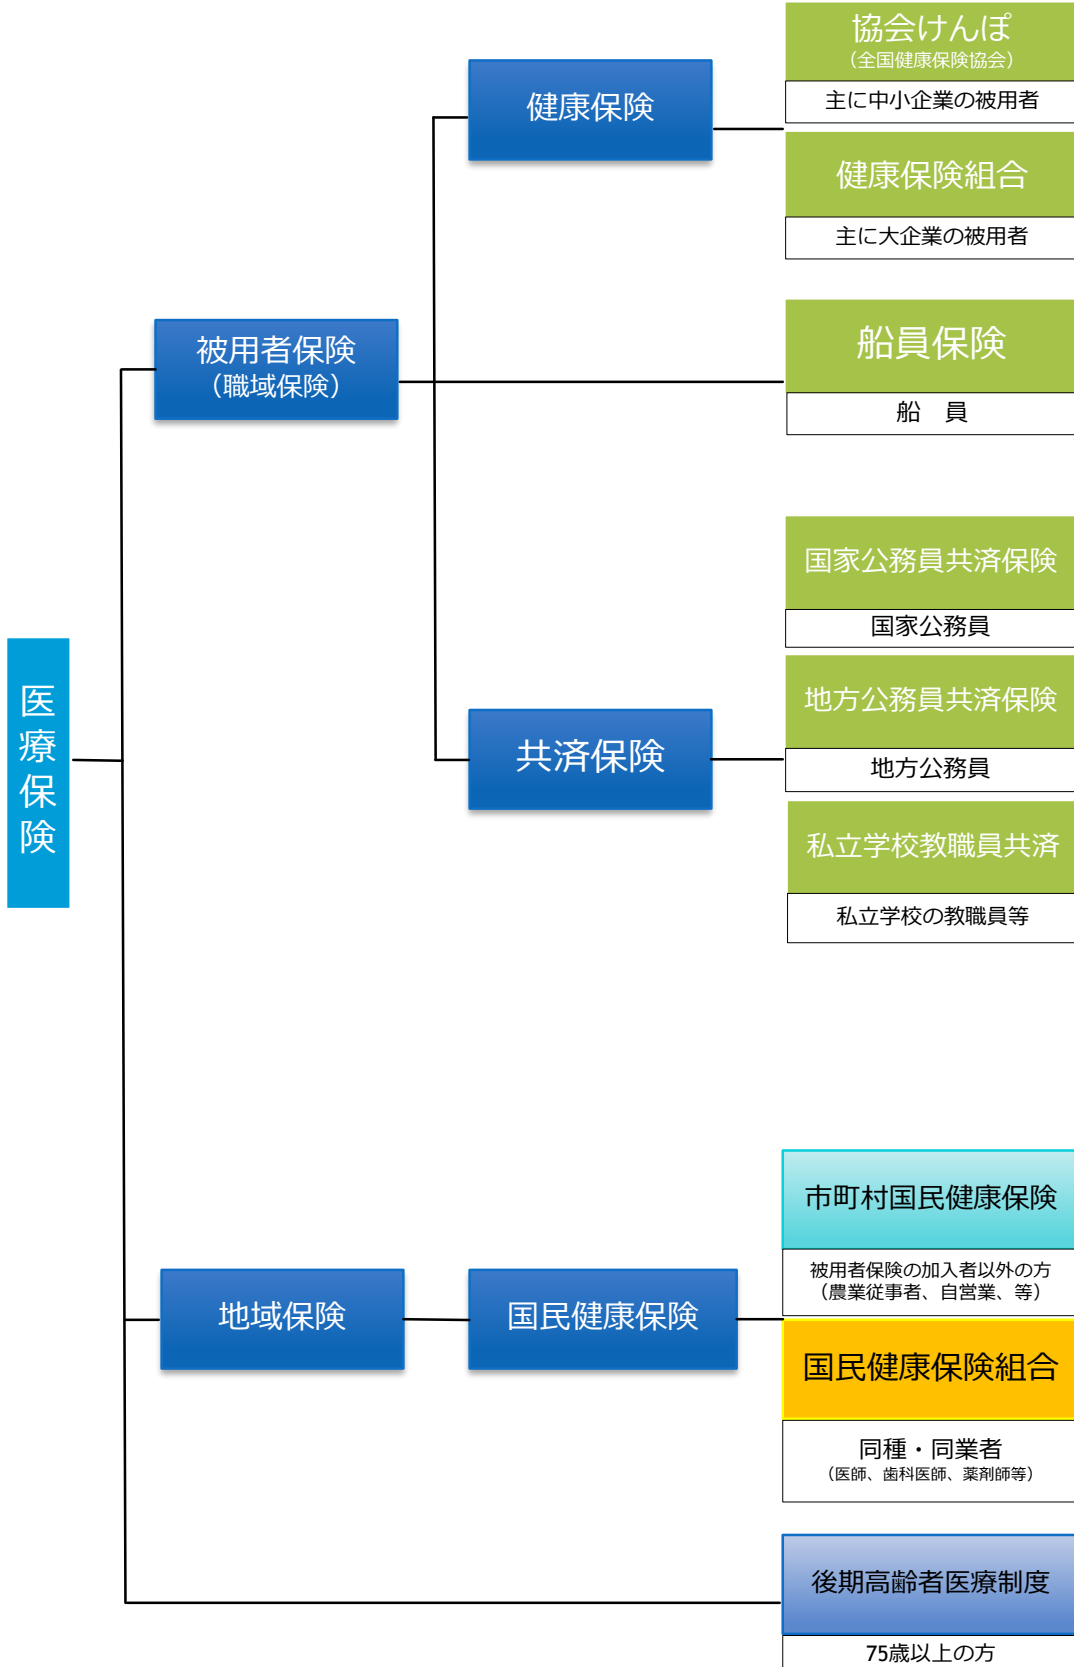 協会けんぽ
（全国健康保険協会）
主に中小企業の被用者
健康保険
健康保険組合
主に大企業の被用者
被用者保険
（職域保険）
船員保険
船　員
国家公務員共済保険
国家公務員
地方公務員共済保険
地方公務員
共済保険
私立学校教職員共済
私立学校の教職員等
医療保険
市町村国民健康保険
被用者保険の加入者以外の方
（農業従事者、自営業、等）
地域保険
国民健康保険
国民健康保険組合
同種・同業者
（医師、歯科医師、薬剤師等）
後期高齢者医療制度
75歳以上の方